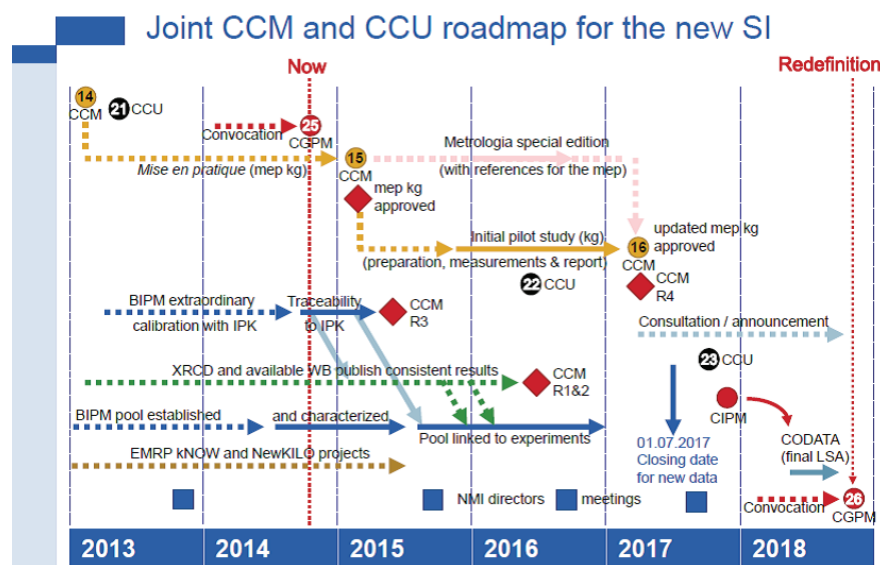 Joint CCM and CCU roadmap for the new SI
Now
Redefinition
14
CCM
21
CCU
Convocation
25
CGPM
Mise en pratique (mep kg)
15
CCM
Metrologia special edition
(with references for the mep)
mep kg
approved
Initial pilot study (kg)
(preparation, measurements & report)
16
CCM
updated mep kg
approved
22
CCU
CCM
R4
BIPM extraordinary
calibration with IPK
Traceability
to IPK
CCM
R3
Consultation / announcement
XRCD and available WB publish consistent results
CCM
R1&2
23
CCU
BIPM pool established
and characterized
Pool linked to experiments
CIPM
01.07.2017
Closing date
for new data
CODATA
(final LSA)
EMRP kNOW and NewKILO projects
NMI directors
meetings
Convocation
26
CGPM
2013
2014
2015
2016
2017
2018